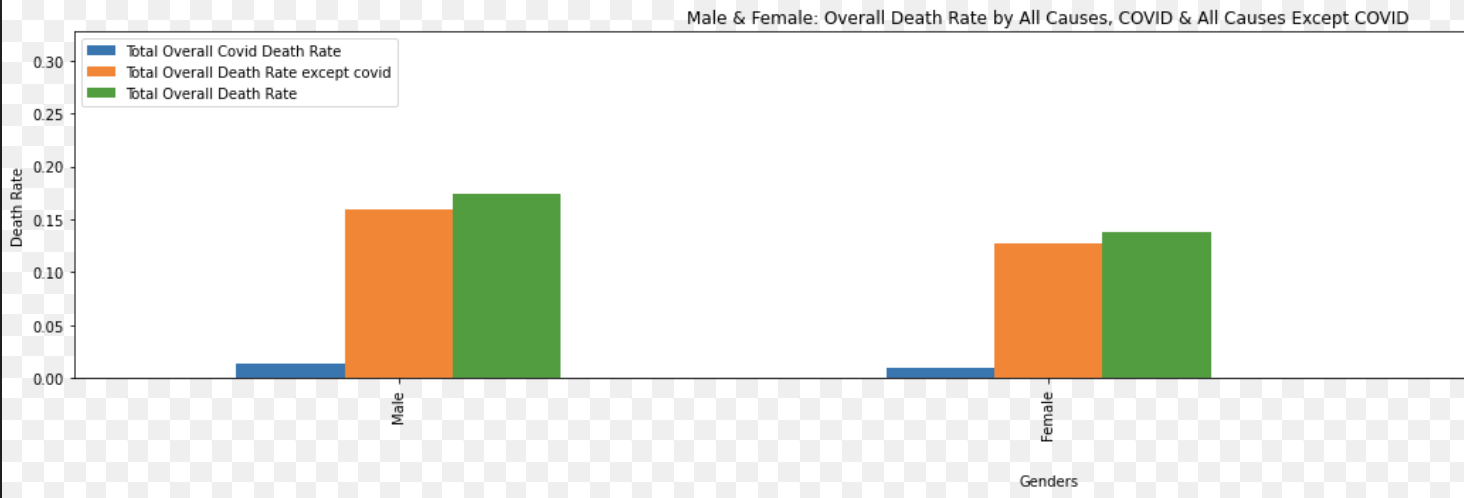 Male & Female: Overall Death Rate by All Causes, COVID & All Causes Except COVID
Total Overall Covid Death Rate
Total Overall Death Rate except covid
Total Overall Death Rate
Death Rate
0.30
0.25
0.20
0.15
0.10
0.05
0.00
Male
Female
Genders